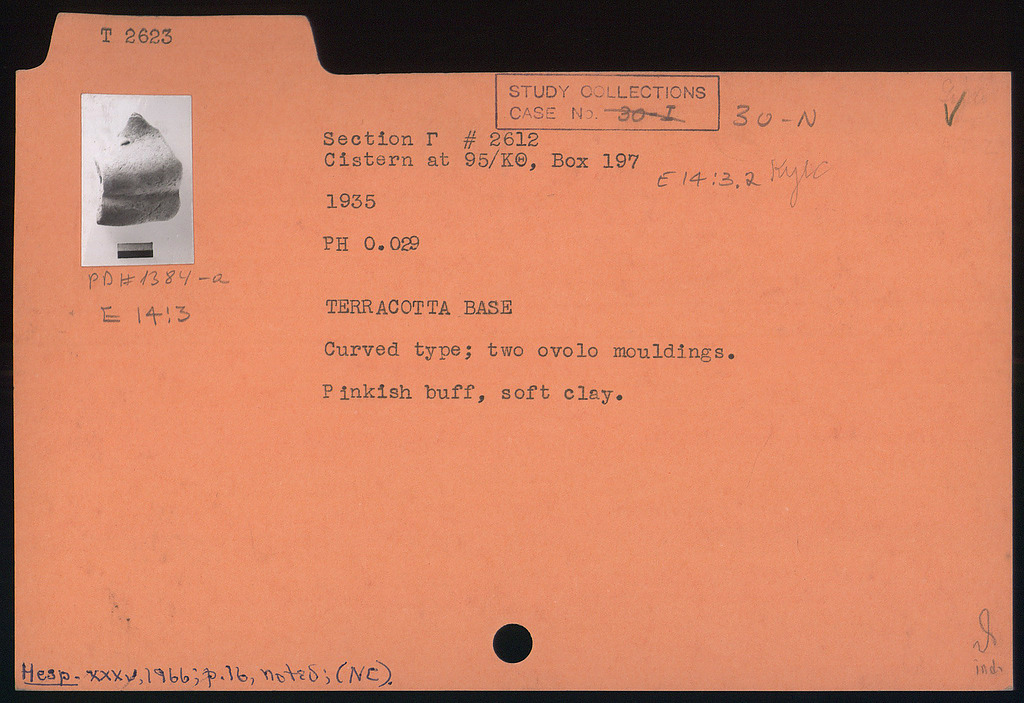 T 2623
STUDY COLLECTIONS
CASE No. 30-I 30-N
Section Γ # 2612
Cistern at 95/ΚΘ, Box 197
E 14:3.2
1935
PH 0.029
PD#1384-a
E 14:3
TERRACOTTA BASE
Curved type; two ovolo mouldings.
Pinkish buff, soft clay.
Hesp. XXXV, 1966; p.16, noted; (NC).